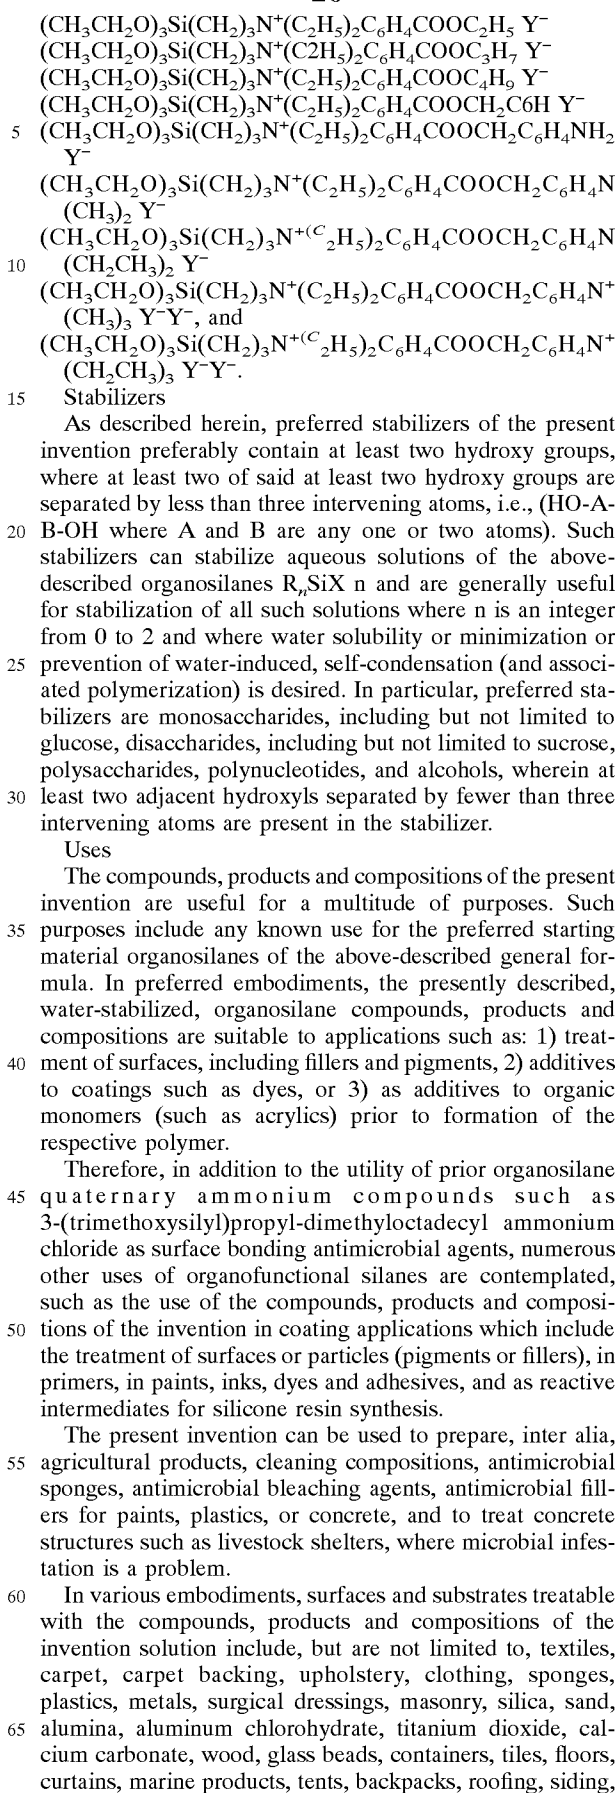 (CH₃CH₂O)₃Si(CH₂)₃N⁺(C₂H₅)₂C₆H₄COOC₂H₅ Y⁻
(CH₃CH₂O)₃Si(CH₂)₃N⁺(C2H₅)₂C₆H₄COOC₃H₇ Y⁻
(CH₃CH₂O)₃Si(CH₂)₃N⁺(C₂H₅)₂C₆H₄COOC₄H₉ Y⁻
(CH₃CH₂O)₃Si(CH₂)₃N⁺(C₂H₅)₂C₆H₄COOCH₂C6H Y⁻
5 (CH₃CH₂O)₃Si(CH₂)₃N⁺(C₂H₅)₂C₆H₄COOCH₂C₆H₄NH₂
Y⁻
(CH₃CH₂O)₃Si(CH₂)₃N⁺(C₂H₅)₂C₆H₄COOCH₂C₆H₄N
(CH₃)₂ Y⁻
(CH₃CH₂O)₃Si(CH₂)₃N⁺⁽ᶜ₂H₅)₂C₆H₄COOCH₂C₆H₄N
10 (CH₂CH₃)₂ Y⁻
(CH₃CH₂O)₃Si(CH₂)₃N⁺(C₂H₅)₂C₆H₄COOCH₂C₆H₄N⁺
(CH₃)₃ Y⁻Y⁻, and
(CH₃CH₂O)₃Si(CH₂)₃N⁺⁽ᶜ₂H₅)₂C₆H₄COOCH₂C₆H₄N⁺
(CH₂CH₃)₃ Y⁻Y⁻.
15 Stabilizers
As described herein, preferred stabilizers of the present
invention preferably contain at least two hydroxy groups,
where at least two of said at least two hydroxy groups are
separated by less than three intervening atoms, i.e., (HO-A-
20 B-OH where A and B are any one or two atoms). Such
stabilizers can stabilize aqueous solutions of the above-
described organosilanes RₙSiX n and are generally useful
for stabilization of all such solutions where n is an integer
from 0 to 2 and where water solubility or minimization or
25 prevention of water-induced, self-condensation (and associ-
ated polymerization) is desired. In particular, preferred sta-
bilizers are monosaccharides, including but not limited to
glucose, disaccharides, including but not limited to sucrose,
polysaccharides, polynucleotides, and alcohols, wherein at
30 least two adjacent hydroxyls separated by fewer than three
intervening atoms are present in the stabilizer.
Uses
The compounds, products and compositions of the present
invention are useful for a multitude of purposes. Such
35 purposes include any known use for the preferred starting
material organosilanes of the above-described general for-
mula. In preferred embodiments, the presently described,
water-stabilized, organosilane compounds, products and
compositions are suitable to applications such as: 1) treat-
40 ment of surfaces, including fillers and pigments, 2) additives
to coatings such as dyes, or 3) as additives to organic
monomers (such as acrylics) prior to formation of the
respective polymer.
Therefore, in addition to the utility of prior organosilane
45 quaternary ammonium compounds such as
3-(trimethoxysilyl)propyl-dimethyloctadecyl ammonium
chloride as surface bonding antimicrobial agents, numerous
other uses of organofunctional silanes are contemplated,
such as the use of the compounds, products and composi-
50 tions of the invention in coating applications which include
the treatment of surfaces or particles (pigments or fillers), in
primers, in paints, inks, dyes and adhesives, and as reactive
intermediates for silicone resin synthesis.
The present invention can be used to prepare, inter alia,
55 agricultural products, cleaning compositions, antimicrobial
sponges, antimicrobial bleaching agents, antimicrobial fill-
ers for paints, plastics, or concrete, and to treat concrete
structures such as livestock shelters, where microbial infes-
tation is a problem.
60 In various embodiments, surfaces and substrates treatable
with the compounds, products and compositions of the
invention solution include, but are not limited to, textiles,
carpet, carpet backing, upholstery, clothing, sponges,
plastics, metals, surgical dressings, masonry, silica, sand,
65 alumina, aluminum chlorohydrate, titanium dioxide, cal-
cium carbonate, wood, glass beads, containers, tiles, floors,
curtains, marine products, tents, backpacks, roofing, siding,